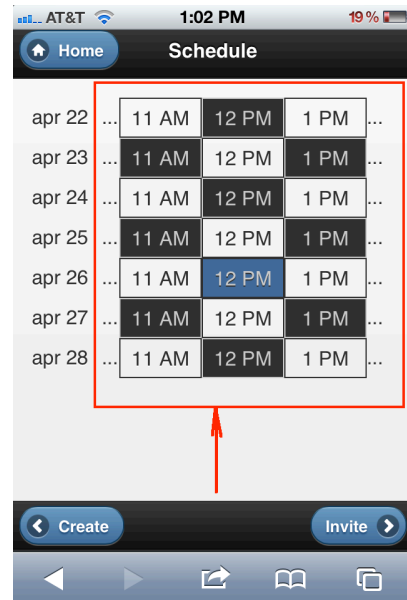 AT&T 1:02 PM 19%
Home Schedule
apr 22 ... 11 AM 12 PM 1 PM ...
apr 23 ... 11 AM 12 PM 1 PM ...
apr 24 ... 11 AM 12 PM 1 PM ...
apr 25 ... 11 AM 12 PM 1 PM ...
apr 26 ... 11 AM 12 PM 1 PM ...
apr 27 ... 11 AM 12 PM 1 PM ...
apr 28 ... 11 AM 12 PM 1 PM ...
Create Invite